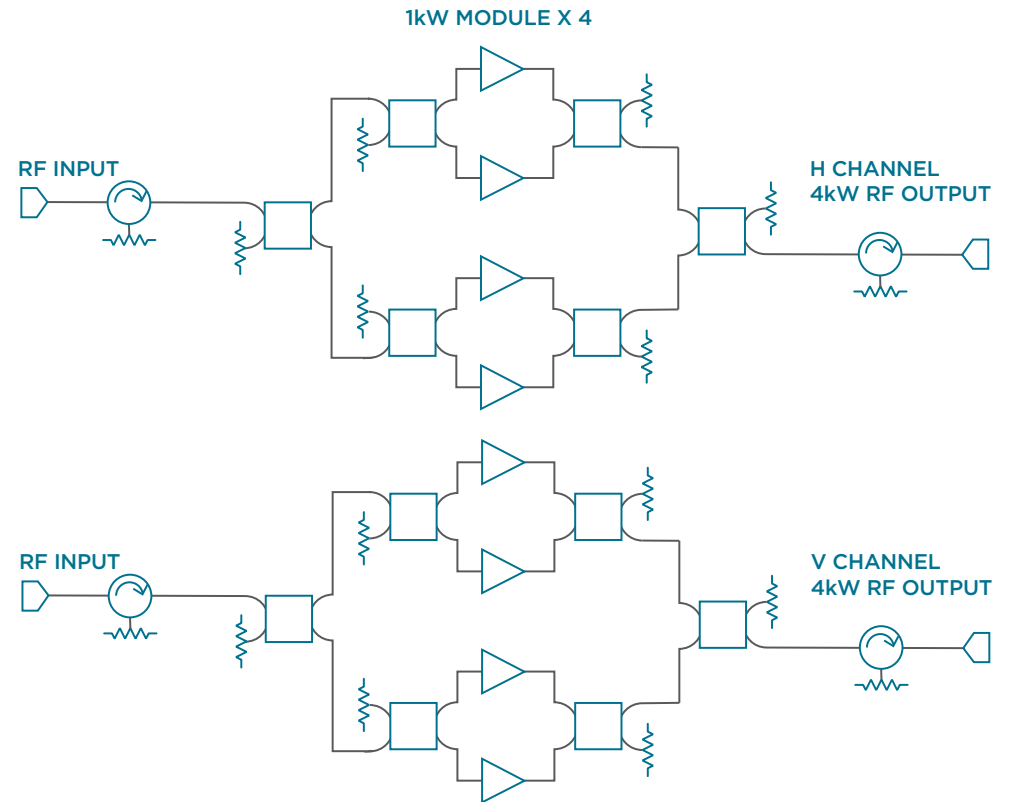 1kW MODULE X 4
RF INPUT
H CHANNEL
4kW RF OUTPUT
RF INPUT
V CHANNEL
4kW RF OUTPUT